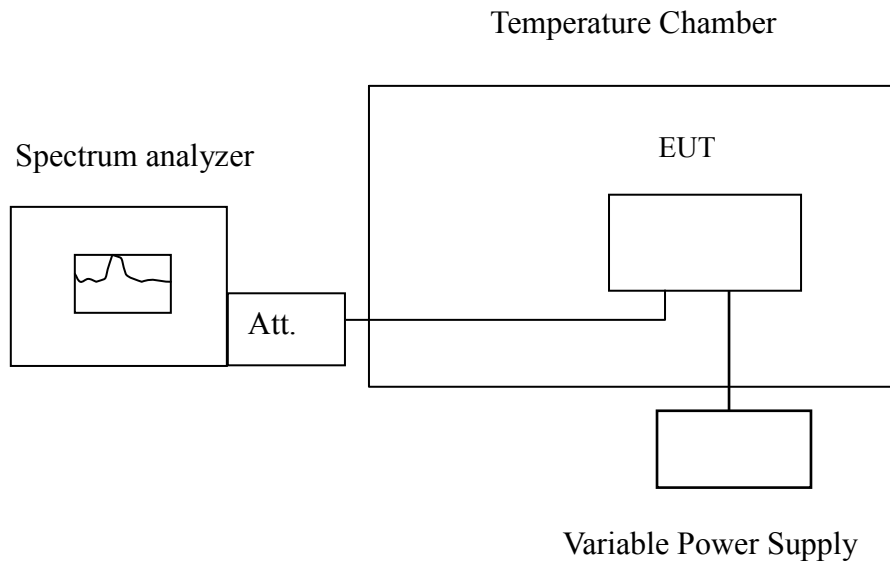 Temperature Chamber
Spectrum analyzer
EUT
Att.
Variable Power Supply